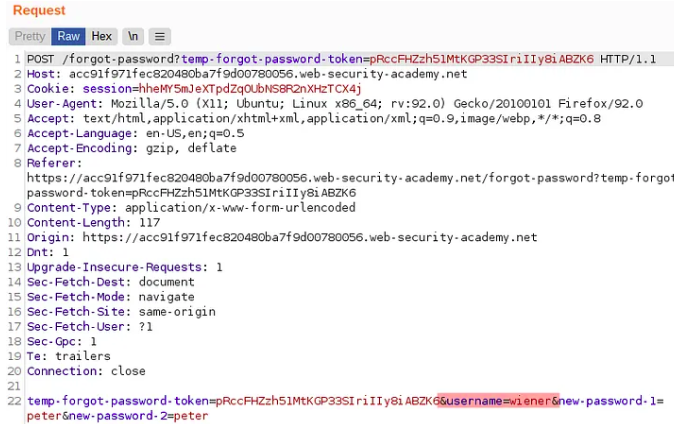 Request
Pretty Raw Hex \n
1 POST /forgot-password?temp-forgot-password-token=pRccFHZzh51MtKGP33SIriIIy8iABZK6 HTTP/1.1
2 Host: acc91f971fec820480ba7f9d00780056.web-security-academy.net
3 Cookie: session=hheMY5mJeXTpdZqOUbNS8R2nXHzTCX4j
4 User-Agent: Mozilla/5.0 (X11; Ubuntu; Linux x86_64; rv:92.0) Gecko/20100101 Firefox/92.0
5 Accept: text/html,application/xhtml+xml,application/xml;q=0.9,image/webp,*/*;q=0.8
6 Accept-Language: en-US,en;q=0.5
7 Accept-Encoding: gzip, deflate
8 Referer:
https://acc91f971fec820480ba7f9d00780056.web-security-academy.net/forgot-password?temp-forgot
password-token=pRccFHZzh51MtKGP33SIriIIy8iABZK6
9 Content-Type: application/x-www-form-urlencoded
10 Content-Length: 117
11 Origin: https://acc91f971fec820480ba7f9d00780056.web-security-academy.net
12 Dnt: 1
13 Upgrade-Insecure-Requests: 1
14 Sec-Fetch-Dest: document
15 Sec-Fetch-Mode: navigate
16 Sec-Fetch-Site: same-origin
17 Sec-Fetch-User: ?1
18 Sec-Gpc: 1
19 Te: trailers
20 Connection: close
21
22 temp-forgot-password-token=pRccFHZzh51MtKGP33SIriIIy8iABZK6&username=wiener&new-password-1=
peter&new-password-2=peter